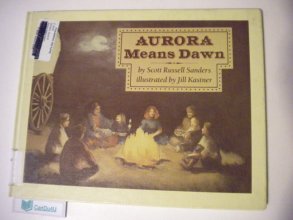 AURORA
Means Dawn
by Scott Russell Sanders
illustrated by Jill Kastner